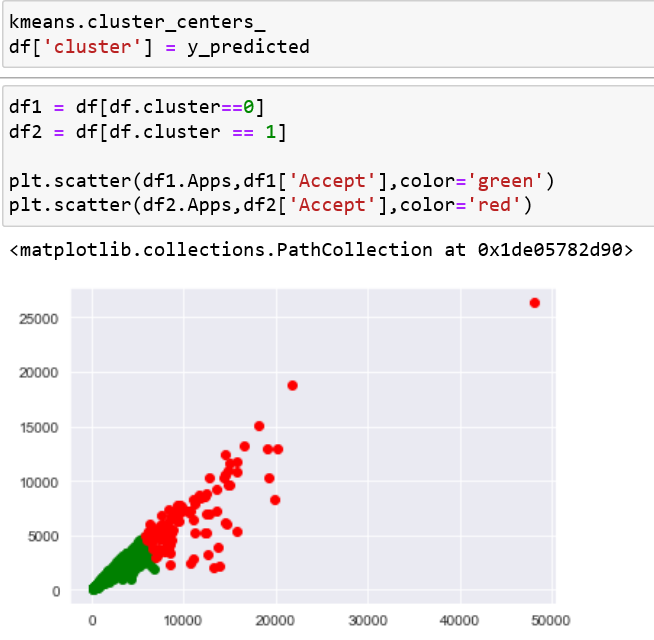 kmeans.cluster_centers_
df['cluster'] = y_predicted
df1 = df[df.cluster==0]
df2 = df[df.cluster == 1]
plt.scatter(df1.Apps,df1['Accept'],color='green')
plt.scatter(df2.Apps,df2['Accept'],color='red')
<matplotlib.collections.PathCollection at 0x1de05782d90>
25000
20000
15000
10000
5000
0
0 10000 20000 30000 40000 50000